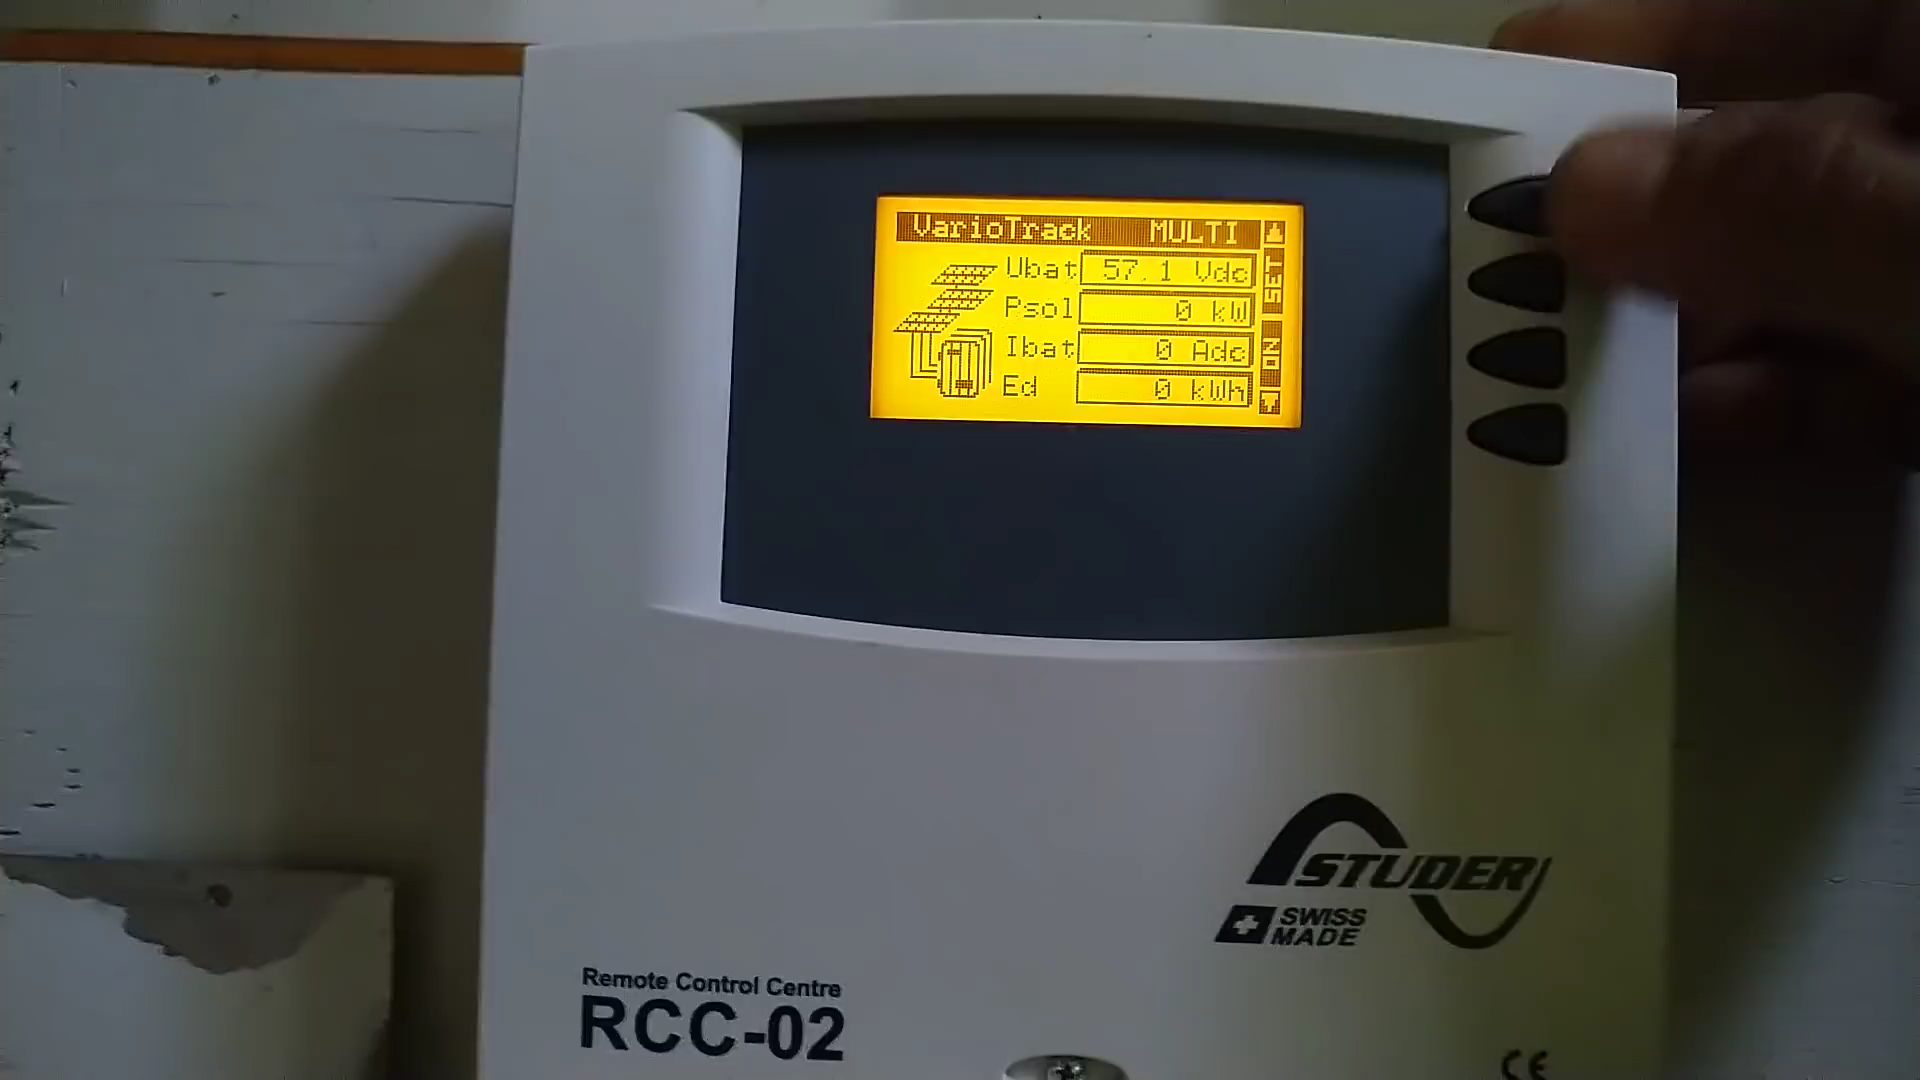 VarioTrack MULTI
Ubat 57.1 Vdc
Psol 0 kW
Ibat 0 Adc
Ed 0 kWh
SET
ON
STUDER
SWISS
MADE
Remote Control Centre
RCC-02
CE